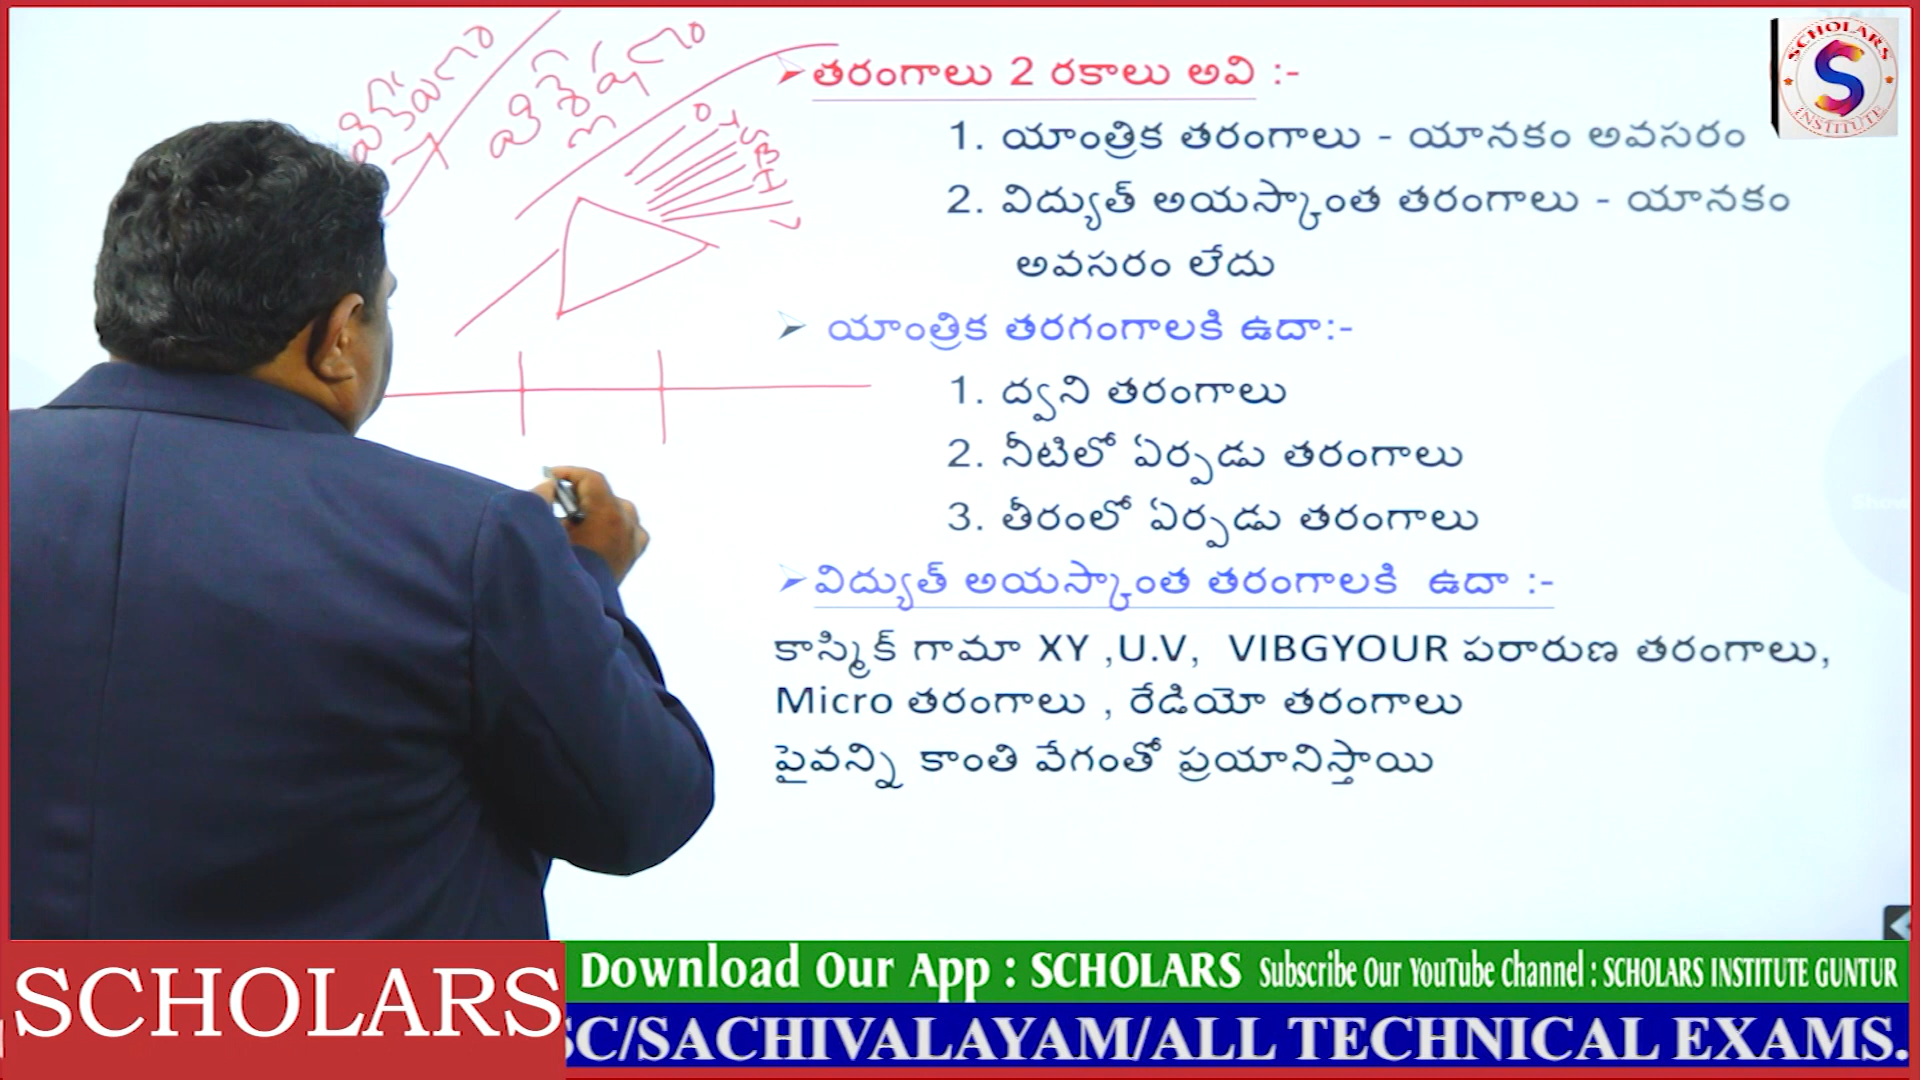 వికిరణం
విశ్లేషణం
SCHOLARS
S
INSTITUTE
➢తరంగాలు 2 రకాలు అవి :-
1. యాంత్రిక తరంగాలు - యానకం అవసరం
2. విద్యుత్ అయస్కాంత తరంగాలు - యానకం
అవసరం లేదు
➢ యాంత్రిక తరగంగాలకి ఉదా:-
1. ద్వని తరంగాలు
2. నీటిలో ఏర్పడు తరంగాలు
3. తీరంలో ఏర్పడు తరంగాలు
➢విద్యుత్ అయస్కాంత తరంగాలకి ఉదా :-
కాస్మిక్ గామా XY ,U.V, VIBGYOUR పరారుణ తరంగాలు,
Micro తరంగాలు , రేడియో తరంగాలు
పైవన్ని కాంతి వేగంతో ప్రయానిస్తాయి
SCHOLARS
Download Our App : SCHOLARS Subscribe Our YouTube Channel : SCHOLARS INSTITUTE GUNTUR
SC/SACHIVALAYAM/ALL TECHNICAL EXAMS.